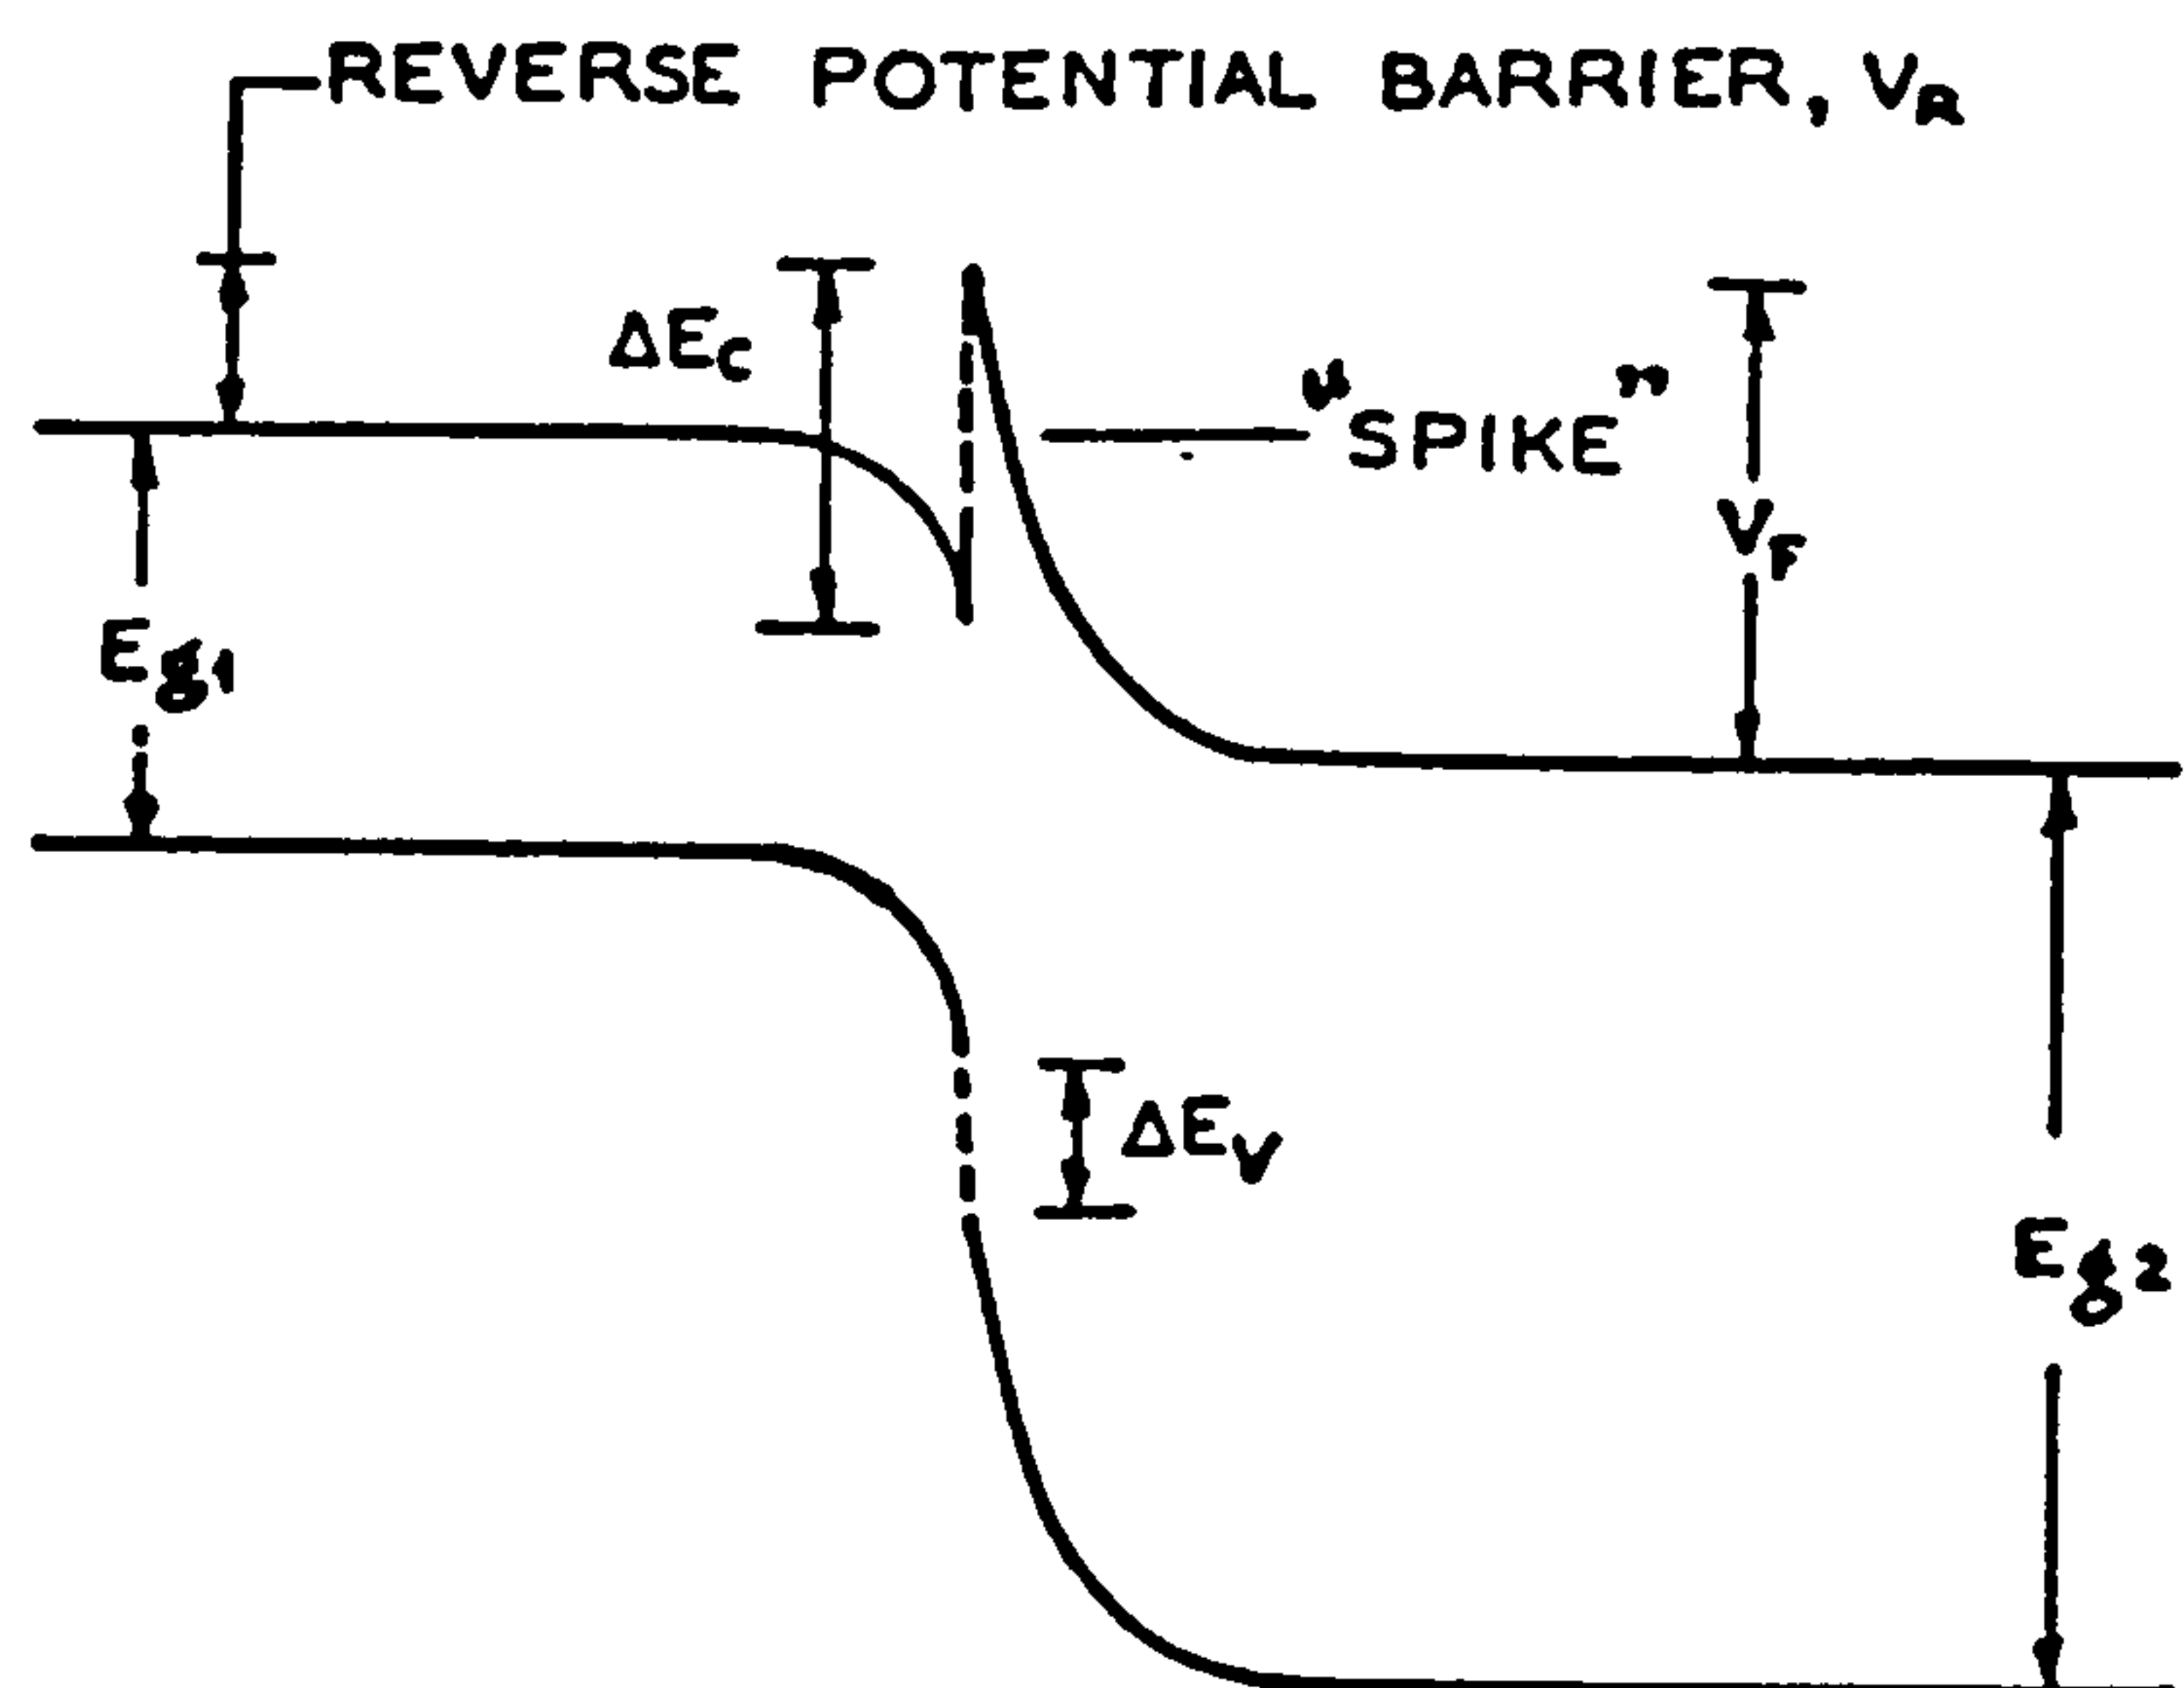 REVERSE POTENTIAL BARRIER, VR
ΔEC
"SPIKE"
VF
Eg1
ΔEV
Eg2